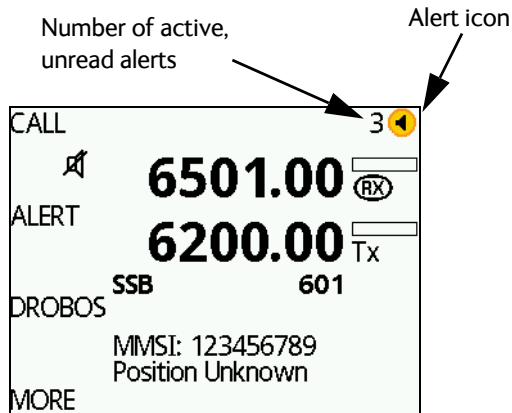 Number of active,
unread alerts
Alert icon
CALL
3
6501.00 RX
ALERT
6200.00 Tx
SSB 601
DROBOS
MMSI: 123456789
Position Unknown
MORE